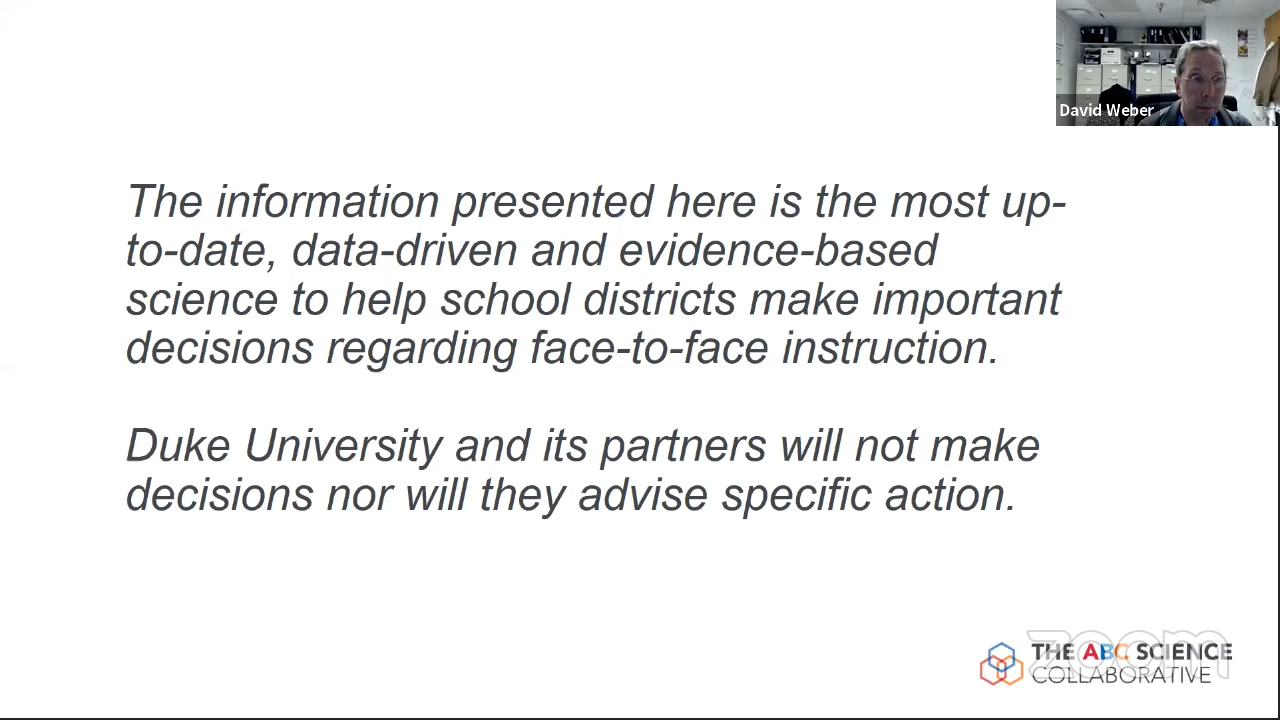 David Weber
The information presented here is the most up-
to-date, data-driven and evidence-based
science to help school districts make important
decisions regarding face-to-face instruction.
Duke University and its partners will not make
decisions nor will they advise specific action.
zoom
THE ABC SCIENCE
COLLABORATIVE